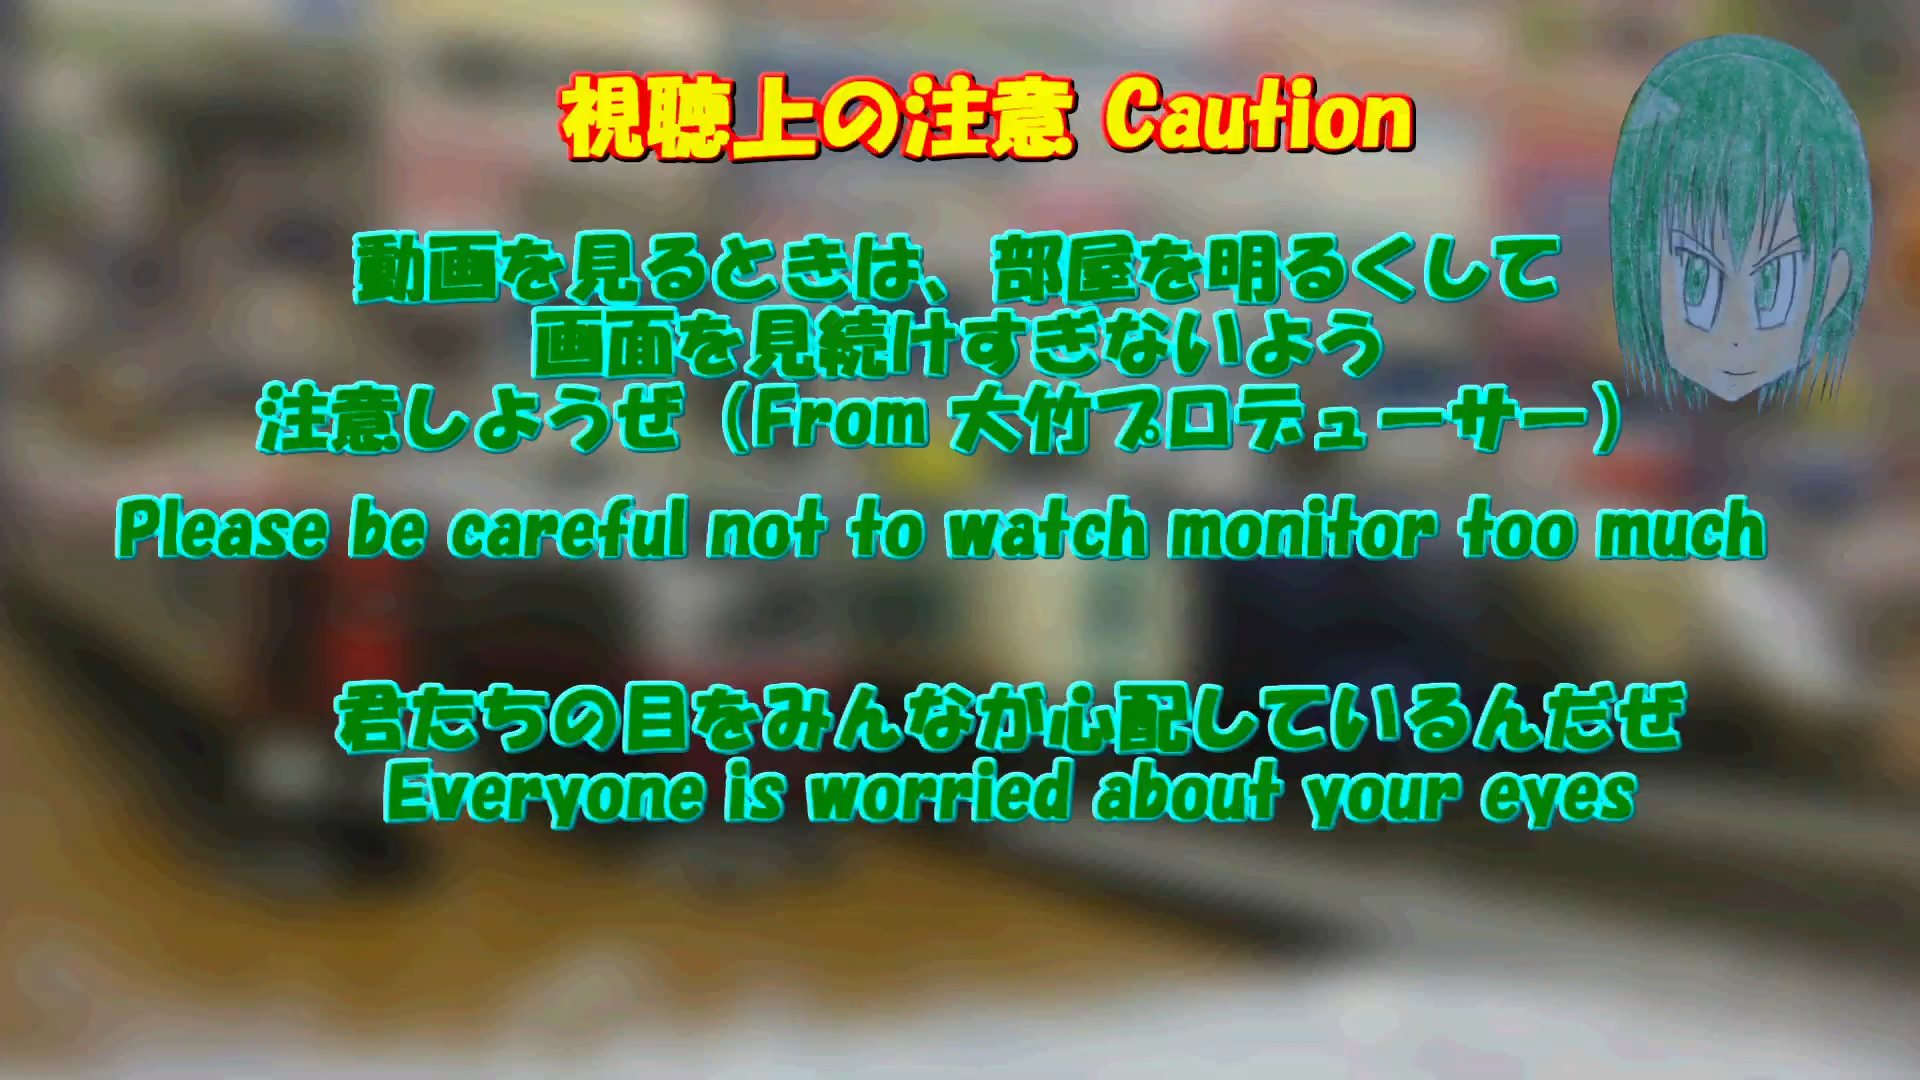 視聴上の注意 Caution
動画を見るときは、部屋を明るくして
画面を見続けすぎないよう
注意しようぜ（From 大竹プロデューサー）
Please be careful not to watch monitor too much
君たちの目をみんなが心配しているんだぜ
Everyone is worried about your eyes